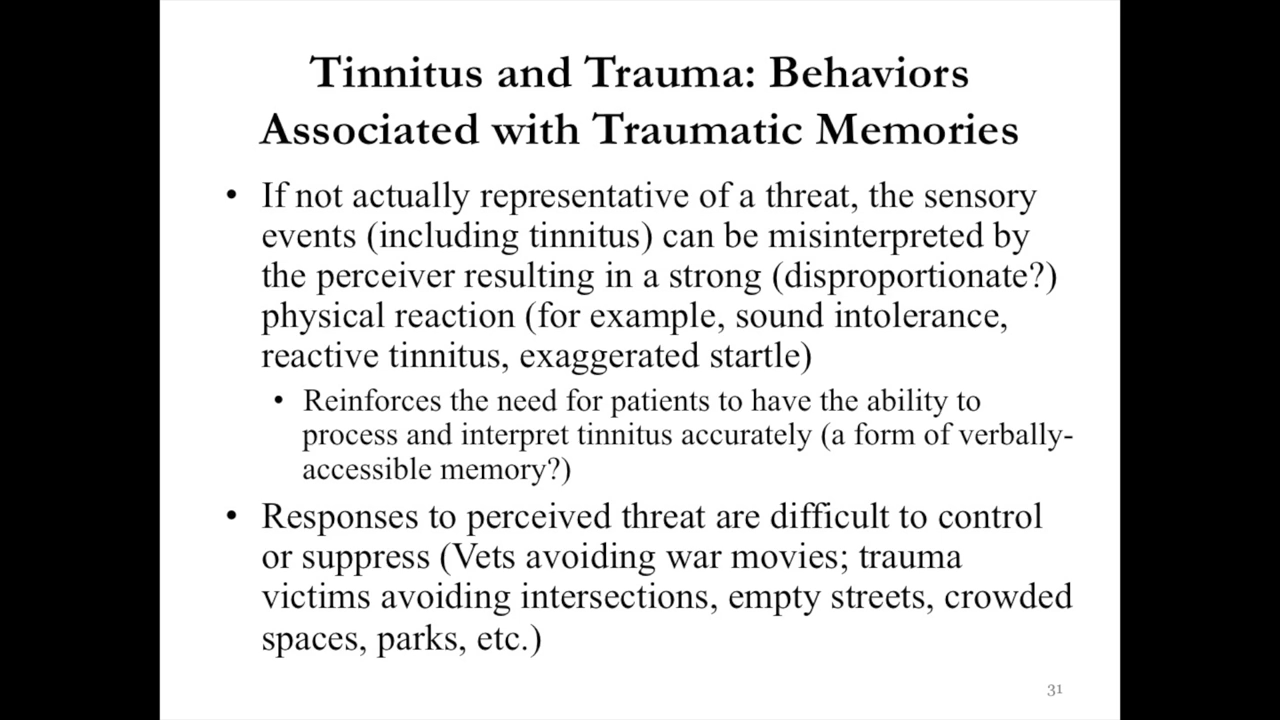 Tinnitus and Trauma: Behaviors
Associated with Traumatic Memories
• If not actually representative of a threat, the sensory
events (including tinnitus) can be misinterpreted by
the perceiver resulting in a strong (disproportionate?)
physical reaction (for example, sound intolerance,
reactive tinnitus, exaggerated startle)
• Reinforces the need for patients to have the ability to
process and interpret tinnitus accurately (a form of verbally-
accessible memory?)
• Responses to perceived threat are difficult to control
or suppress (Vets avoiding war movies; trauma
victims avoiding intersections, empty streets, crowded
spaces, parks, etc.)
31